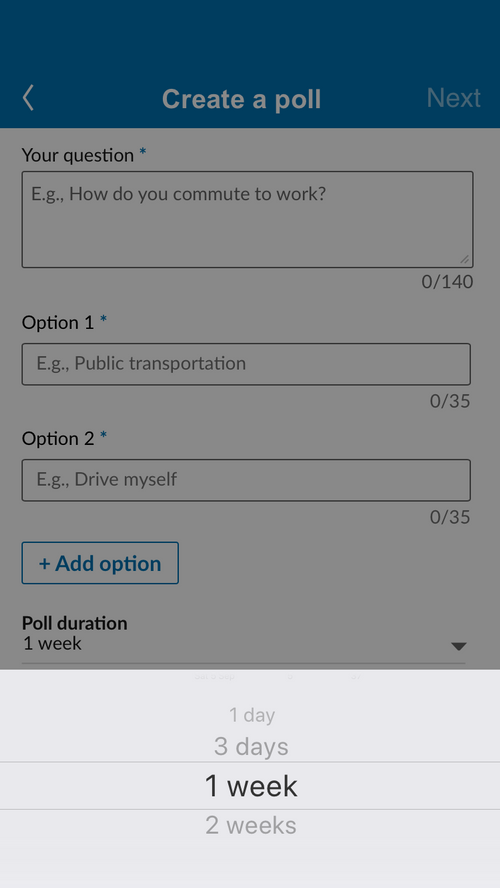 Create a poll
Next
Your question *
E.g., How do you commute to work?
0/140
Option 1 *
E.g., Public transportation
0/35
Option 2 *
E.g., Drive myself
0/35
+ Add option
Poll duration
1 week
1 day
3 days
1 week
2 weeks